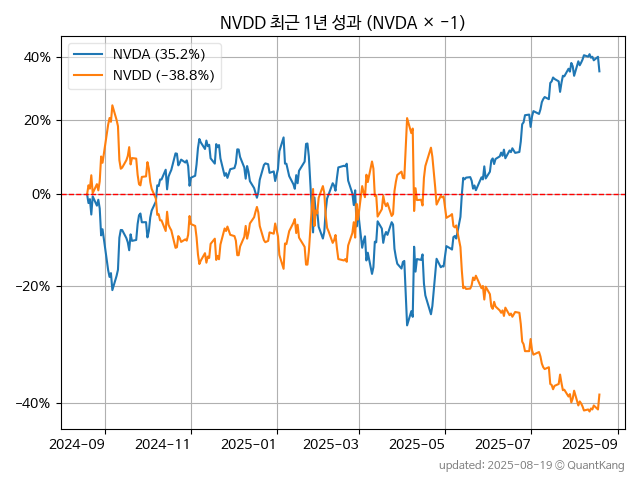 NVDD 최근 1년 성과 (NVDA × -1)
NVDA (35.2%)
NVDD (-38.8%)
40%
20%
0%
-20%
-40%
2024-09 2024-11 2025-01 2025-03 2025-05 2025-07 2025-09
updated: 2025-08-19 © QuantKang